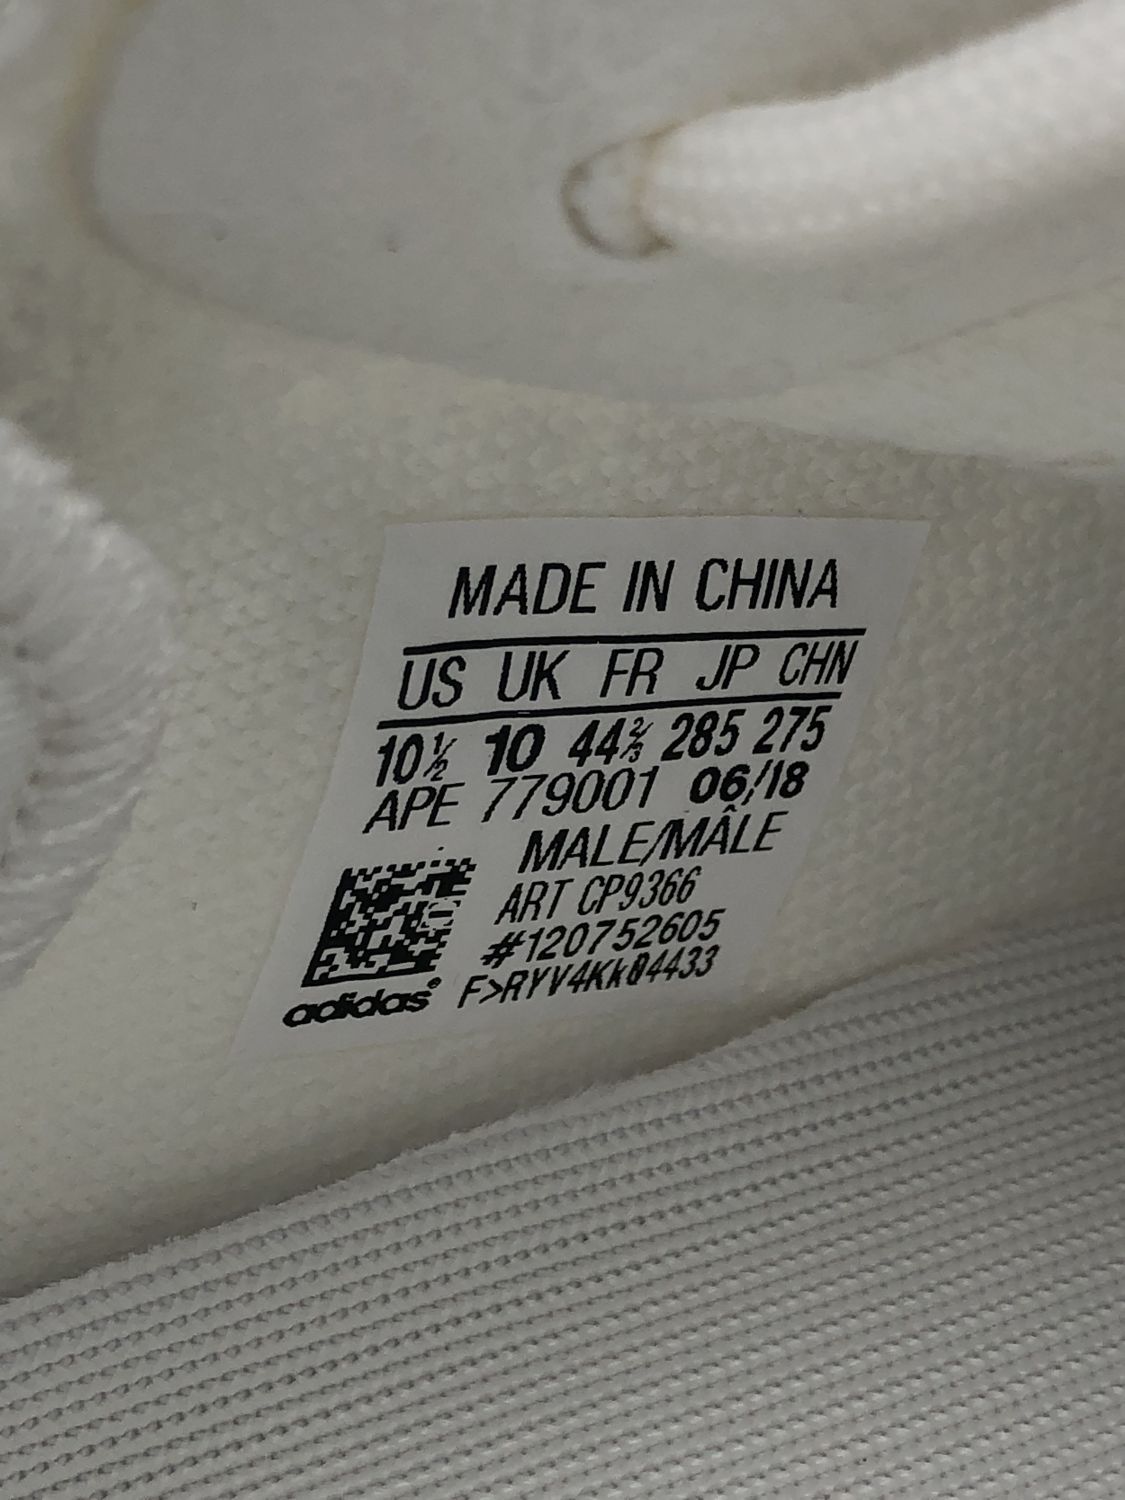 MADE IN CHINA
US UK FR JP CHN
10½ 10 44⅔ 285 275
APE 779001 06/18
MALE/MÂLE
ART CP9366
#120752605
F>RYV4Kk04433
adidas®